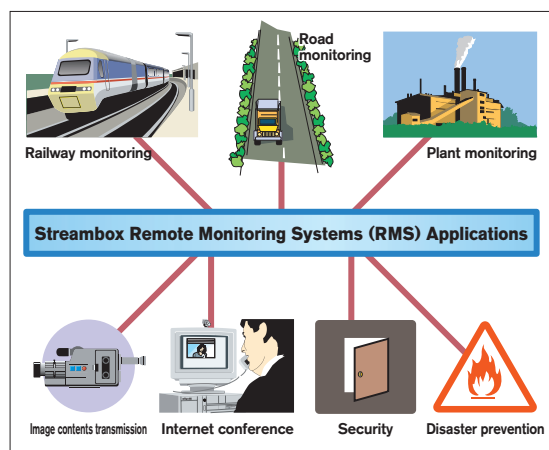 Road
monitoring
Railway monitoring
Plant monitoring
Streambox Remote Monitoring Systems (RMS) Applications
Image contents transmission
Internet conference
Security
Disaster prevention